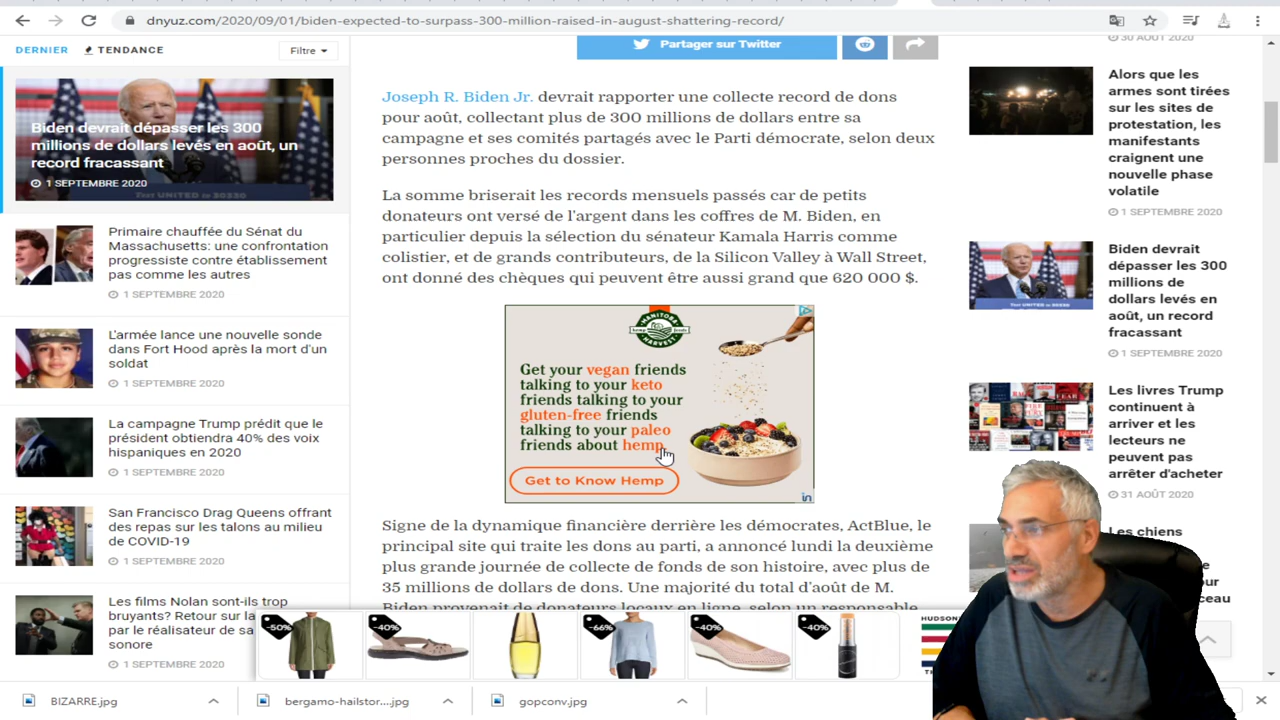 dnyuz.com/2020/09/01/biden-expected-to-surpass-300-million-raised-in-august-shattering-record/
DERNIER
TENDANCE
Filtre
Biden devrait dépasser les 300
millions de dollars levés en août, un
record fracassant
1 SEPTEMBRE 2020
Primaire chauffée du Sénat du
Massachusetts: une confrontation
progressiste contre établissement
pas comme les autres
1 SEPTEMBRE 2020
L'armée lance une nouvelle sonde
dans Fort Hood après la mort d'un
soldat
1 SEPTEMBRE 2020
La campagne Trump prédit que le
président obtiendra 40% des voix
hispaniques en 2020
1 SEPTEMBRE 2020
San Francisco Drag Queens offrant
des repas sur les talons au milieu
de COVID-19
1 SEPTEMBRE 2020
Les films Nolan sont-ils trop
bruyants? Retour sur la
par le réalisateur de sa
sonore
1 SEPTEMBRE 2020
Partager sur Twitter
Joseph R. Biden Jr. devrait rapporter une collecte record de dons
pour août, collectant plus de 300 millions de dollars entre sa
campagne et ses comités partagés avec le Parti démocrate, selon deux
personnes proches du dossier.
La somme briserait les records mensuels passés car de petits
donateurs ont versé de l'argent dans les coffres de M. Biden, en
particulier depuis la sélection du sénateur Kamala Harris comme
colistier, et de grands contributeurs, de la Silicon Valley à Wall Street,
ont donné des chèques qui peuvent être aussi grand que 620 000 $.
MANITOBA
HARVEST
Get your vegan friends
talking to your keto
friends talking to your
gluten-free friends
talking to your paleo
friends about hemp.
Get to Know Hemp
in
Signe de la dynamique financière derrière les démocrates, ActBlue, le
principal site qui traite les dons au parti, a annoncé lundi la deuxième
plus grande journée de collecte de fonds de son histoire, avec plus de
35 millions de dollars de dons. Une majorité du total d'août de M.
Biden provenait de donateurs locaux en ligne, selon un responsable
-50%
-40%
-66%
-40%
-40%
HUDSON
30 AOÛT 2020
Alors que les
armes sont tirées
sur les sites de
protestation, les
manifestants
craignent une
nouvelle phase
volatile
1 SEPTEMBRE 2020
Biden devrait
dépasser les 300
millions de
dollars levés en
août, un record
fracassant
1 SEPTEMBRE 2020
Les livres Trump
continuent à
arriver et les
lecteurs ne
peuvent pas
arrêter d'acheter
31 AOÛT 2020
Les chiens
BIZARRE.jpg
bergamo-hailstor....jpg
gopconv.jpg